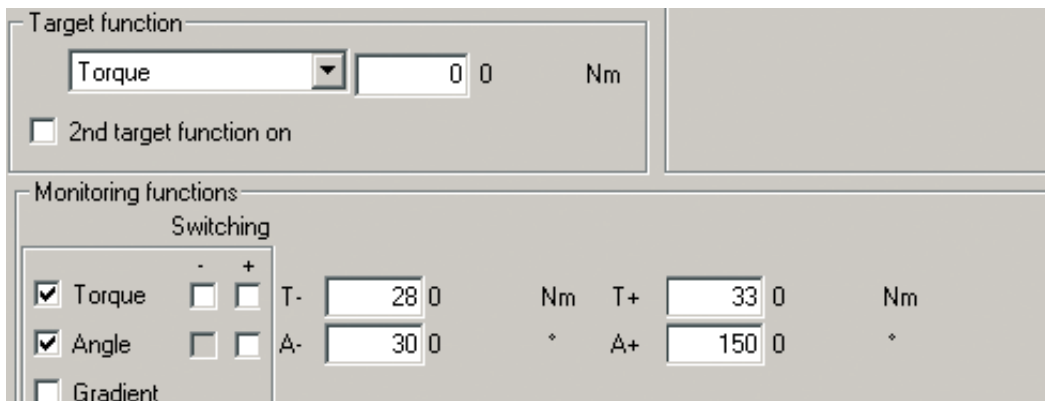 Target function
Torque 0 0 Nm
2nd target function on
Monitoring functions
Switching
- +
Torque T- 28 0 Nm T+ 33 0 Nm
Angle A- 30 0 ° A+ 150 0 °
Gradient